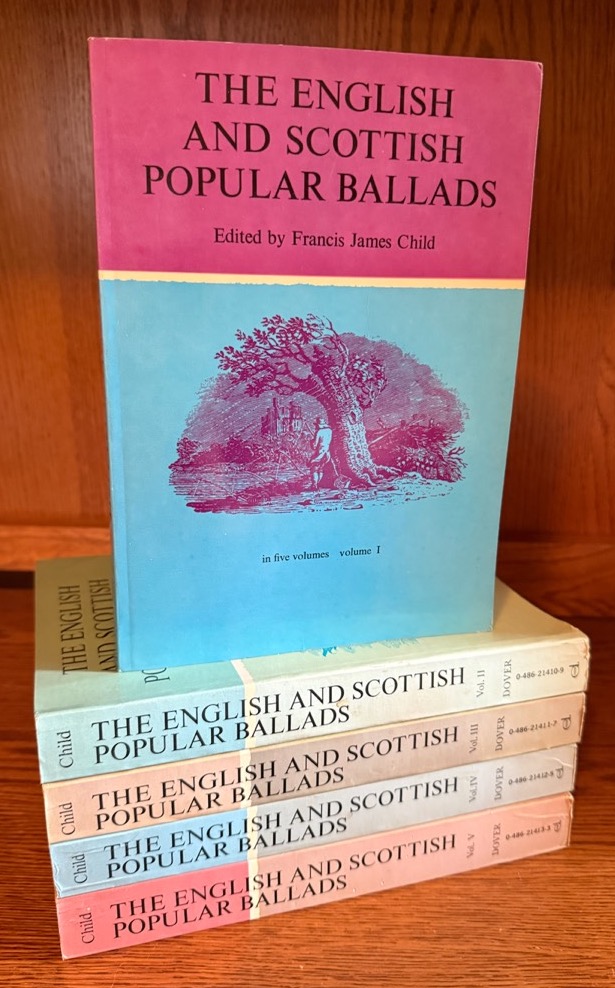 THE ENGLISH
AND SCOTTISH
POPULAR BALLADS
Edited by Francis James Child
in five volumes volume I
THE ENGLISH
AND SCOTTISH
PO
Child THE ENGLISH AND SCOTTISH Vol. II DOVER 0-486-21410-9
POPULAR BALLADS
Child THE ENGLISH AND SCOTTISH Vol. III DOVER 0-486-21411-7
POPULAR BALLADS
Child THE ENGLISH AND SCOTTISH Vol. IV DOVER 0-486-21412-5
POPULAR BALLADS
Child THE ENGLISH AND SCOTTISH Vol. V DOVER 0-486-21413-3
POPULAR BALLADS